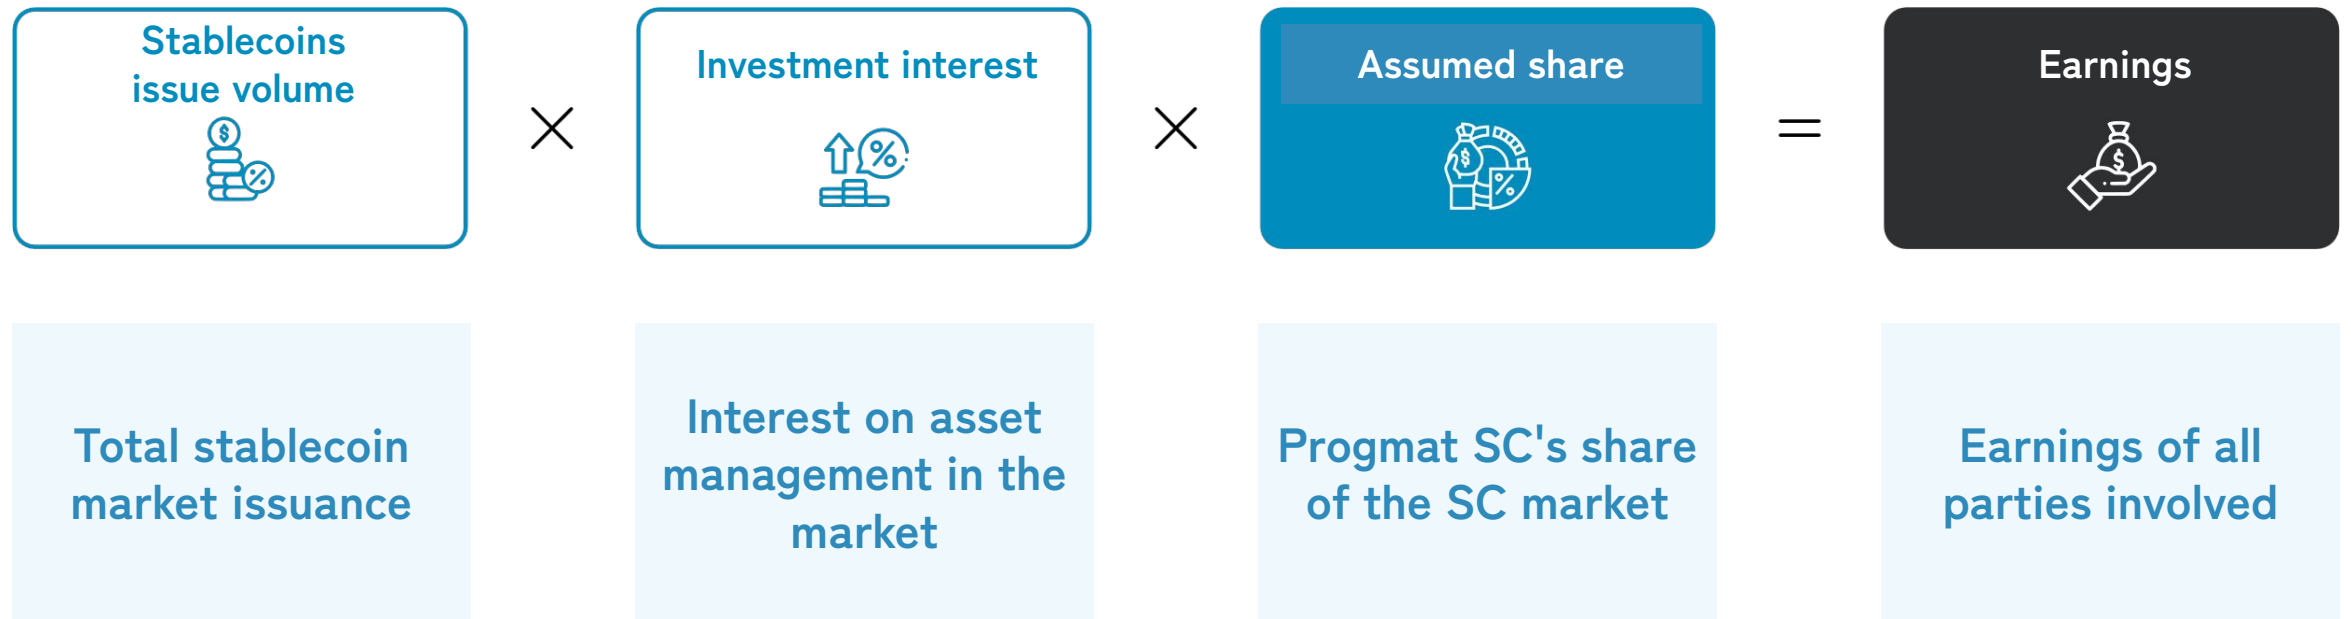 Stablecoins
issue volume
×
Investment interest
×
Assumed share
=
Earnings
Total stablecoin
market issuance
Interest on asset
management in the
market
Progmat SC's share
of the SC market
Earnings of all
parties involved